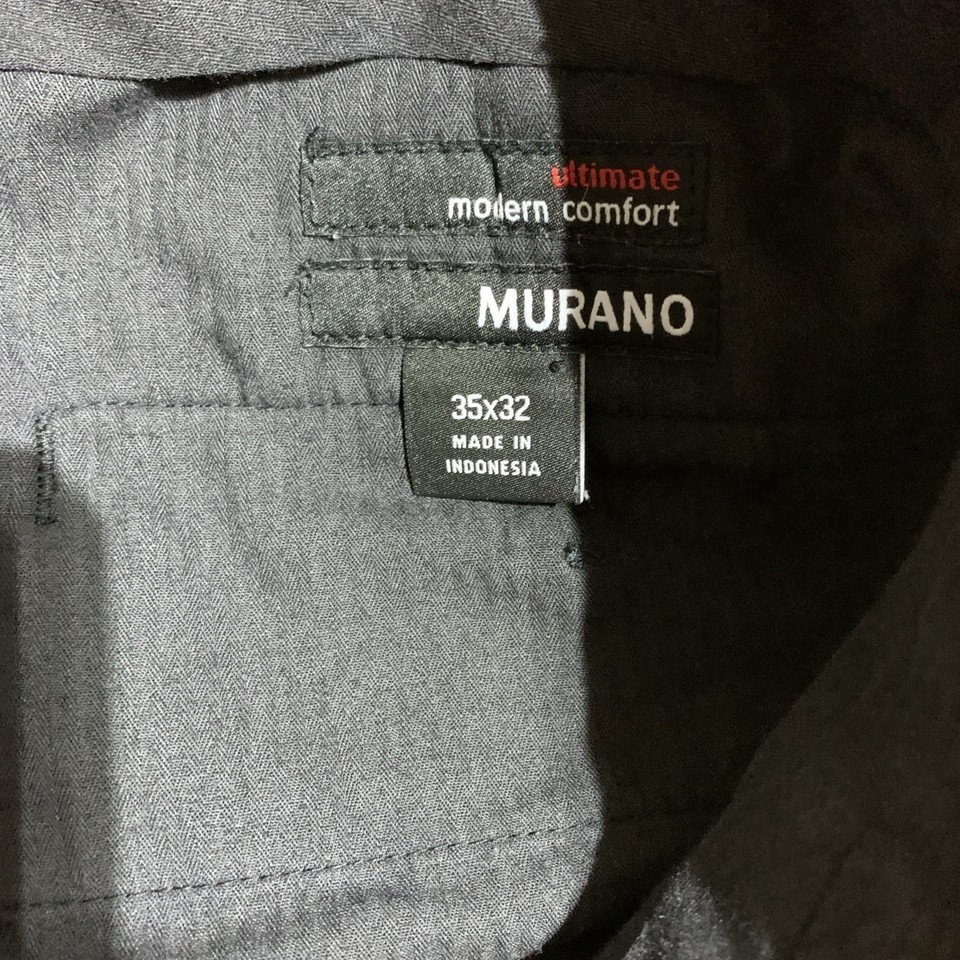 ultimate
modern comfort
MURANO
35x32
MADE IN
INDONESIA